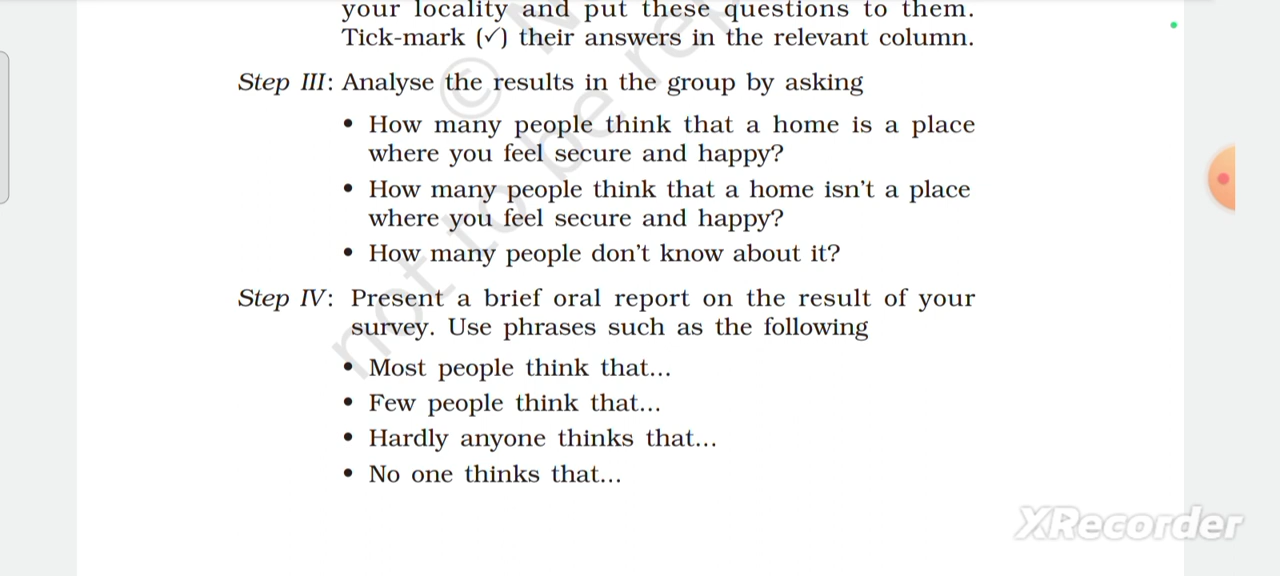 your locality and put these questions to them.
Tick-mark (✓) their answers in the relevant column.
Step III: Analyse the results in the group by asking
• How many people think that a home is a place
where you feel secure and happy?
• How many people think that a home isn't a place
where you feel secure and happy?
• How many people don't know about it?
Step IV: Present a brief oral report on the result of your
survey. Use phrases such as the following
• Most people think that...
• Few people think that...
• Hardly anyone thinks that...
• No one thinks that...
not to be re
©
XRecorder